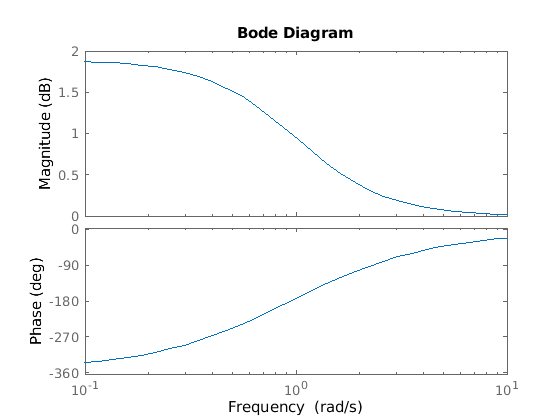 Bode Diagram
Magnitude (dB)
2
1.5
1
0.5
0
Phase (deg)
0
-90
-180
-270
-360
10^-1 10^0 10^1
Frequency (rad/s)